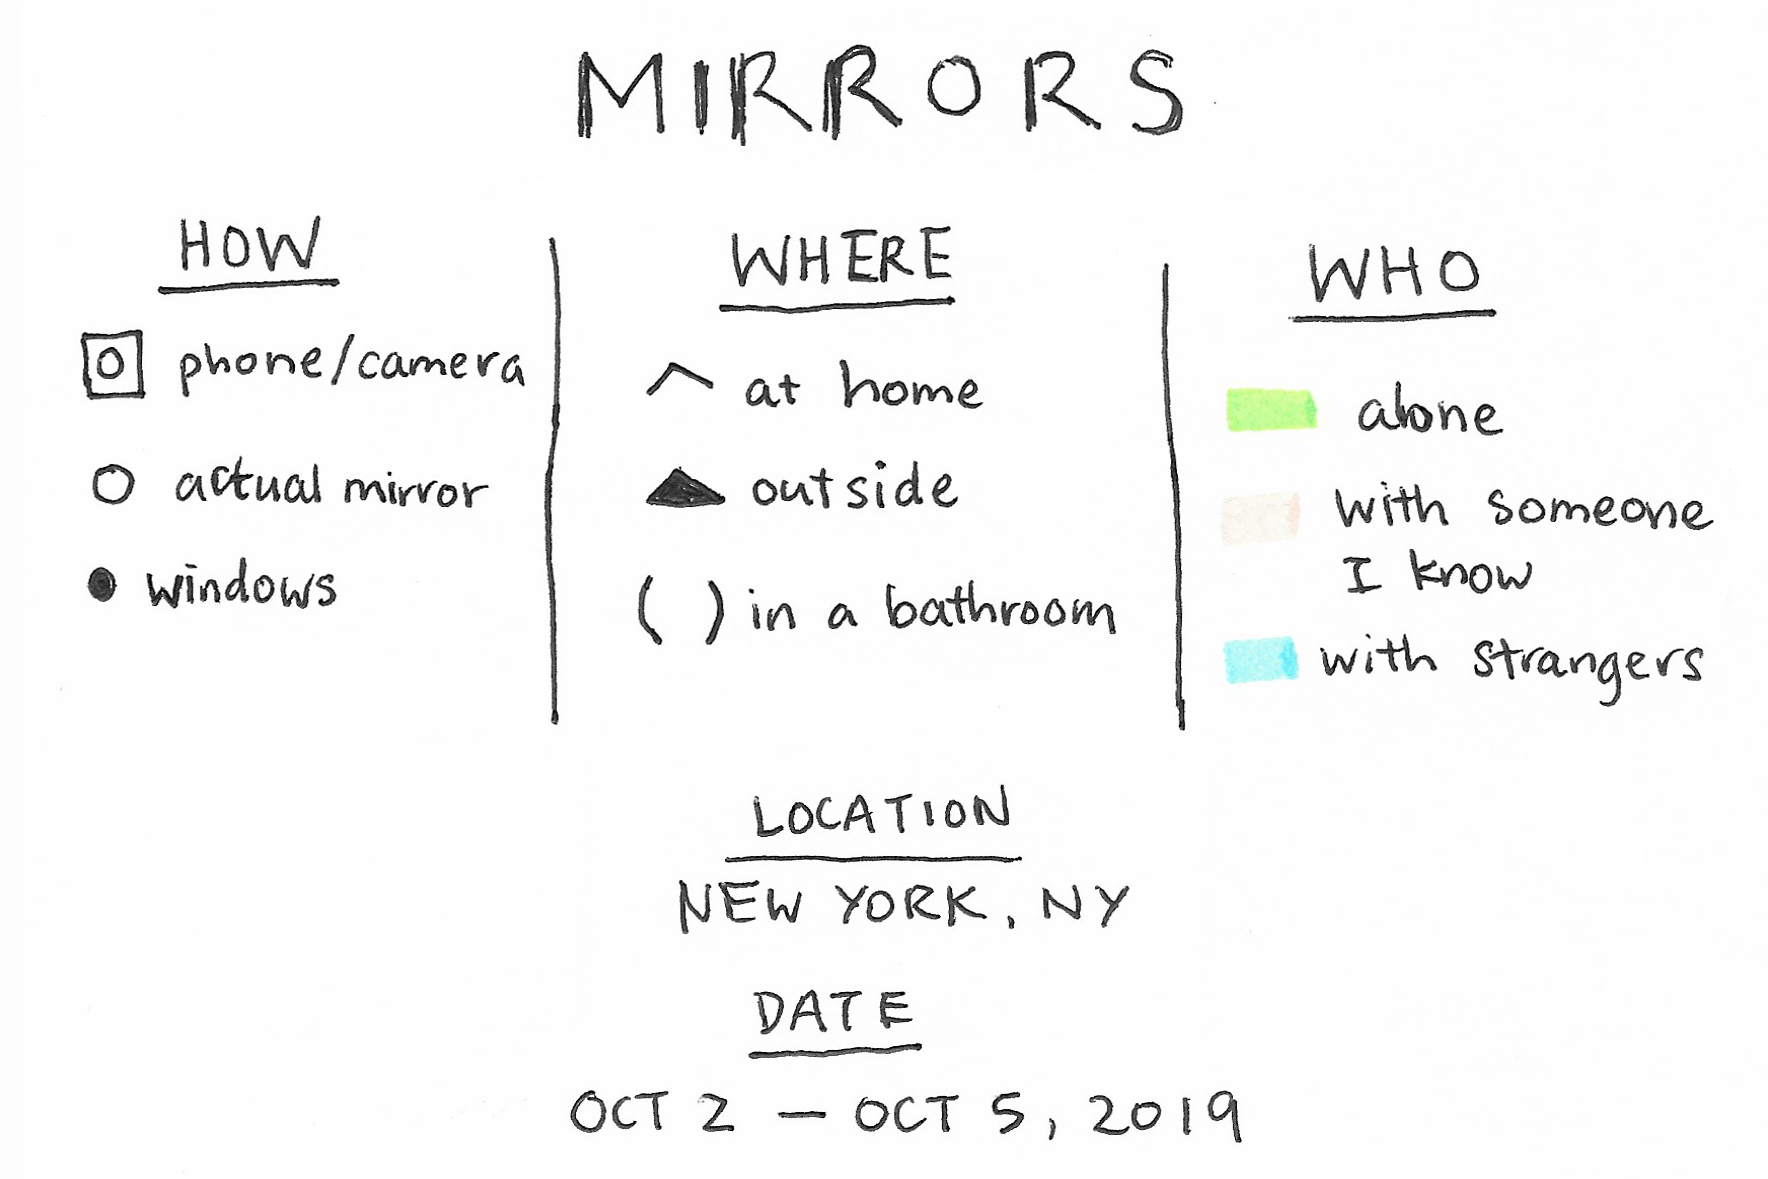 MIRRORS
HOW
phone/camera
actual mirror
windows
WHERE
at home
outside
( ) in a bathroom
WHO
alone
with someone
I know
with strangers
LOCATION
NEW YORK, NY
DATE
OCT 2 — OCT 5, 2019